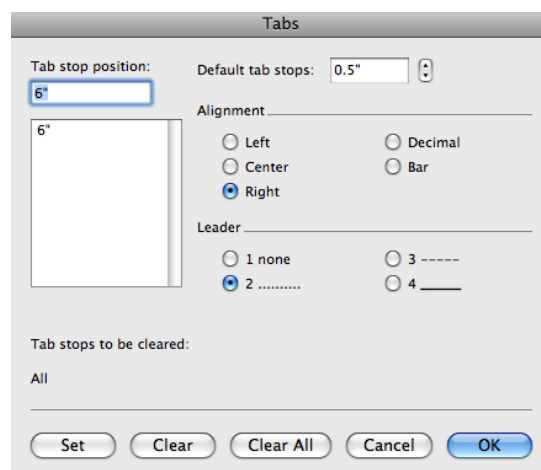 Tabs
Tab stop position:
6"
6"
Default tab stops: 0.5"
Alignment
Left
Center
Right
Decimal
Bar
Leader
1 none
2 ..........
3 -----
4 _____
Tab stops to be cleared:
All
Set Clear Clear All Cancel OK